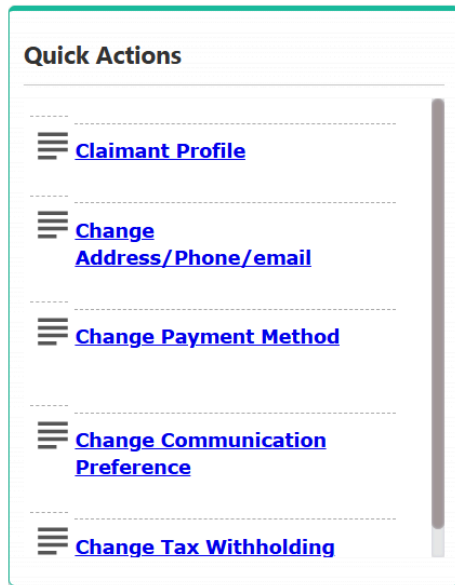 Quick Actions
Claimant Profile
Change
Address/Phone/email
Change Payment Method
Change Communication
Preference
Change Tax Withholding